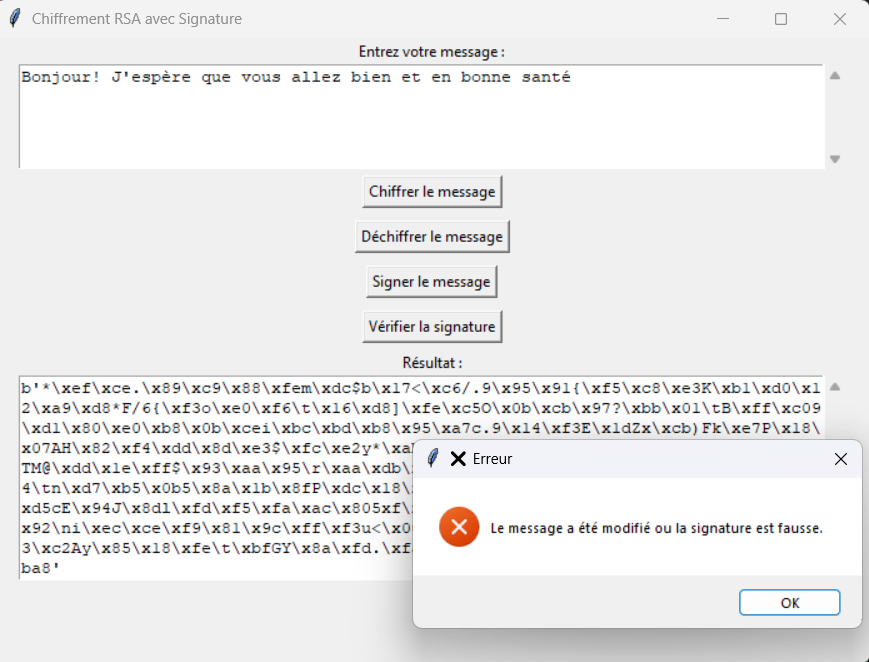 Chiffrement RSA avec Signature
Entrez votre message :
Bonjour! J'espère que vous allez bien et en bonne santé
Chiffrer le message
Déchiffrer le message
Signer le message
Vérifier la signature
Résultat :
b'*\xef\xce.\x89\xc9\x88\xfem\xdc$b\x17<\xc6/.9\x95\x91{\xf5\xc8\xe3K\xb1\xd0\x1
2\xa9\xd8*F/6{\xf3o\xe0\xf6\t\x16\xd8]\xfe\xc5O\x0b\xcb\x97?\xbb\x01\tB\xff\xc09
\xd1\x80\xe0\xb8\x0b\xcei\xbc\xbd\xb8\x95\xa7c.9\x14\xf3E\x1dZx\xcb)Fk\xe7P\x18\
x07AH\x82\xf4\xdd\x8d\xe3$\xfc\xe2y*\xa
TM@\xdd\x1e\xff$\x93\xaa\x95\r\xaa\xdb\
4\tn\xd7\xb5\x0b5\x8a\x1b\x8fP\xdc\x18\
xd5cE\x94J\x8dl\xfd\xf5\xfa\xac\x805xf\
x92\ni\xec\xce\xf9\x81\x9c\xff\xf3u<\x0
3\xc2Ay\x85\x18\xfe\t\xbfGY\x8a\xfd.\xf
ba8'
Erreur
Le message a été modifié ou la signature est fausse.
OK